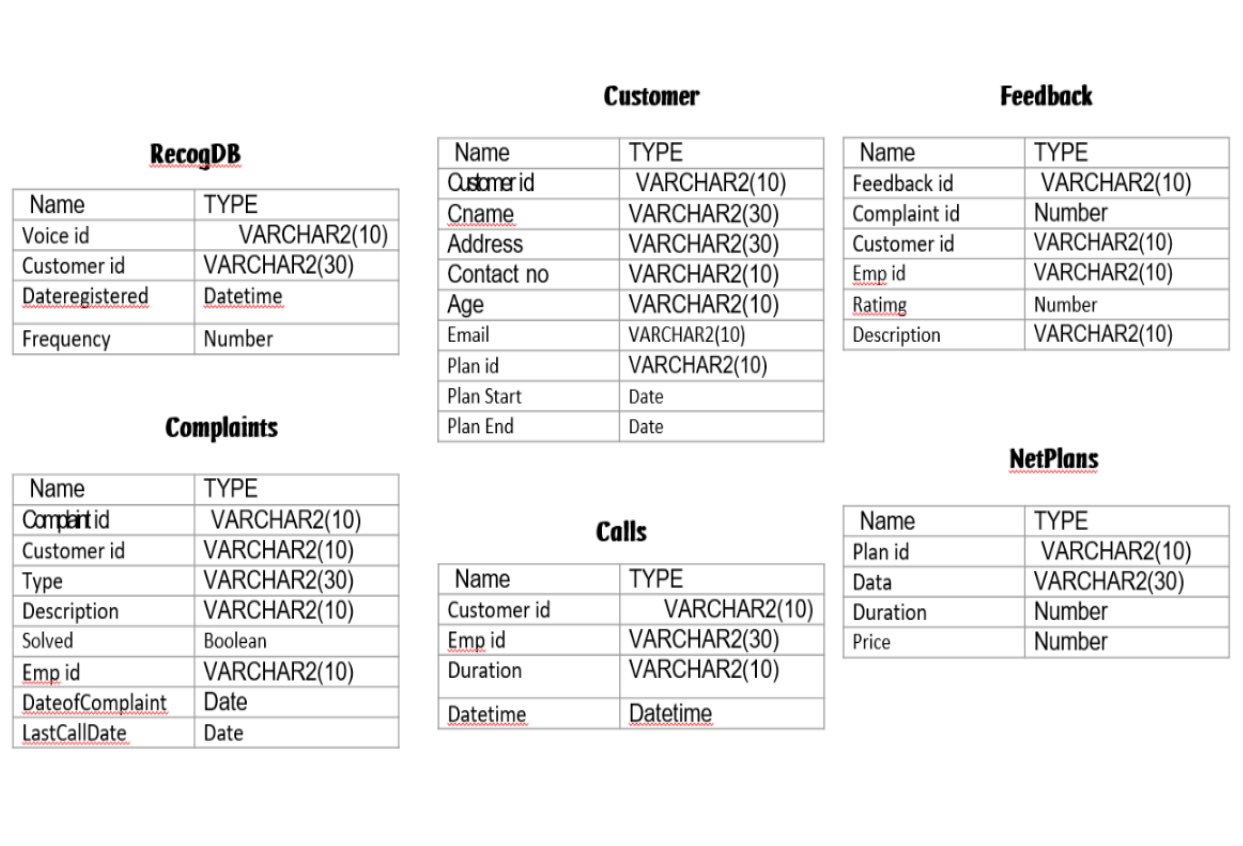 RecogDB
Name TYPE
Voice id VARCHAR2(10)
Customer id VARCHAR2(30)
Dateregistered Datetime
Frequency Number
Complaints
Name TYPE
Complaint id VARCHAR2(10)
Customer id VARCHAR2(10)
Type VARCHAR2(30)
Description VARCHAR2(10)
Solved Boolean
Emp id VARCHAR2(10)
DateofComplaint Date
LastCallDate Date
Customer
Name TYPE
Customer id VARCHAR2(10)
Cname VARCHAR2(30)
Address VARCHAR2(30)
Contact no VARCHAR2(10)
Age VARCHAR2(10)
Email VARCHAR2(10)
Plan id VARCHAR2(10)
Plan Start Date
Plan End Date
Calls
Name TYPE
Customer id VARCHAR2(10)
Emp id VARCHAR2(30)
Duration VARCHAR2(10)
Datetime Datetime
Feedback
Name TYPE
Feedback id VARCHAR2(10)
Complaint id Number
Customer id VARCHAR2(10)
Emp id VARCHAR2(10)
Ratimg Number
Description VARCHAR2(10)
NetPlans
Name TYPE
Plan id VARCHAR2(10)
Data VARCHAR2(30)
Duration Number
Price Number